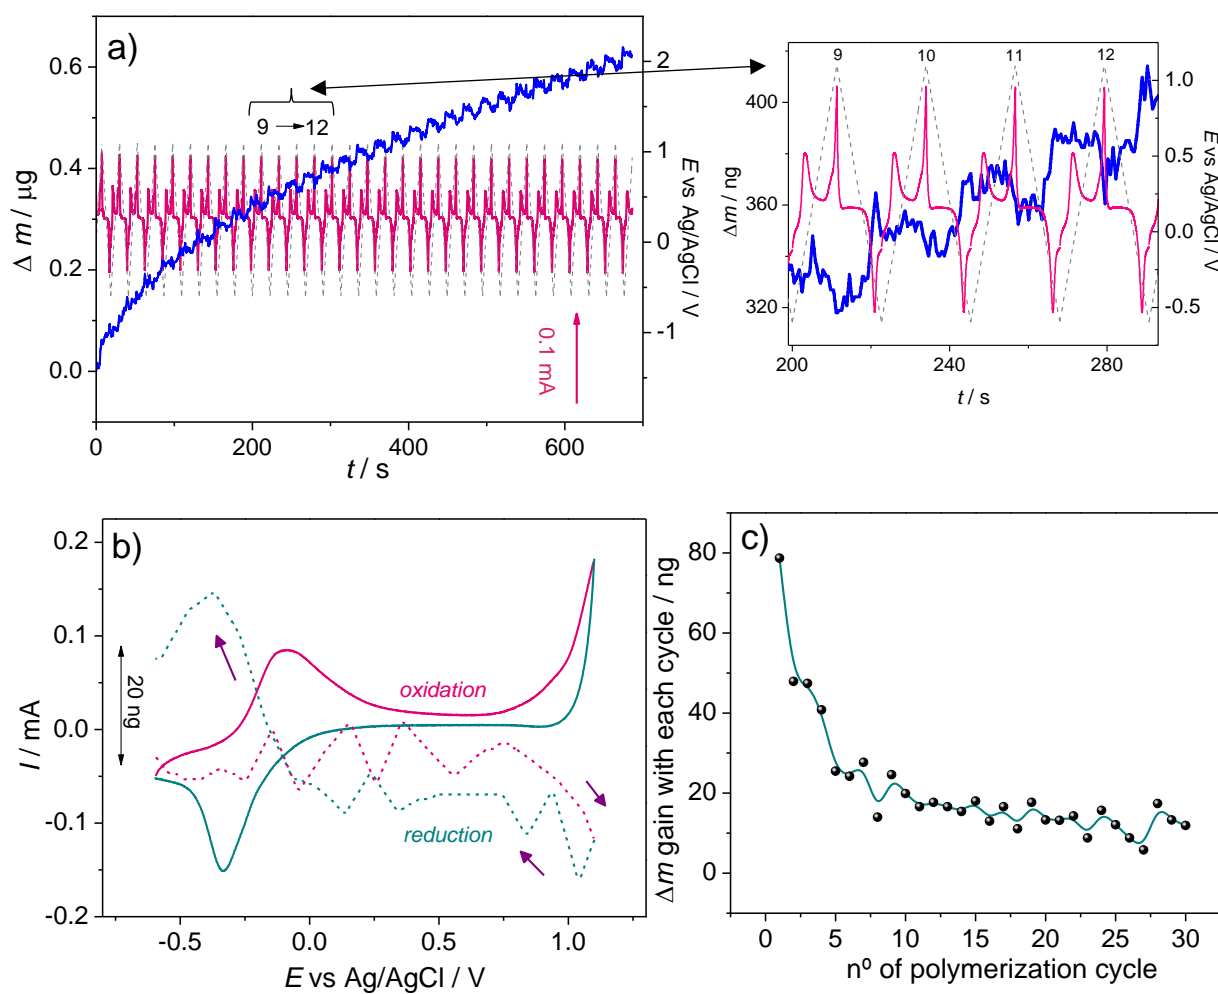 a)
0.6
0.4
0.2
0.0
Δ m / μg
9 → 12
0.1 mA
2
1
0
-1
E vs Ag/AgCl / V
0
200
400
600
t / s
9
10
11
12
400
360
320
Δm / ng
1.0
0.5
0.0
-0.5
E vs Ag/AgCl / V
200
240
280
t / s
b)
0.2
0.1
0.0
-0.1
-0.2
I / mA
20 ng
oxidation
reduction
-0.5
0.0
0.5
1.0
E vs Ag/AgCl / V
c)
80
60
40
20
0
Δm gain with each cycle / ng
0
5
10
15
20
25
30
nº of polymerization cycle